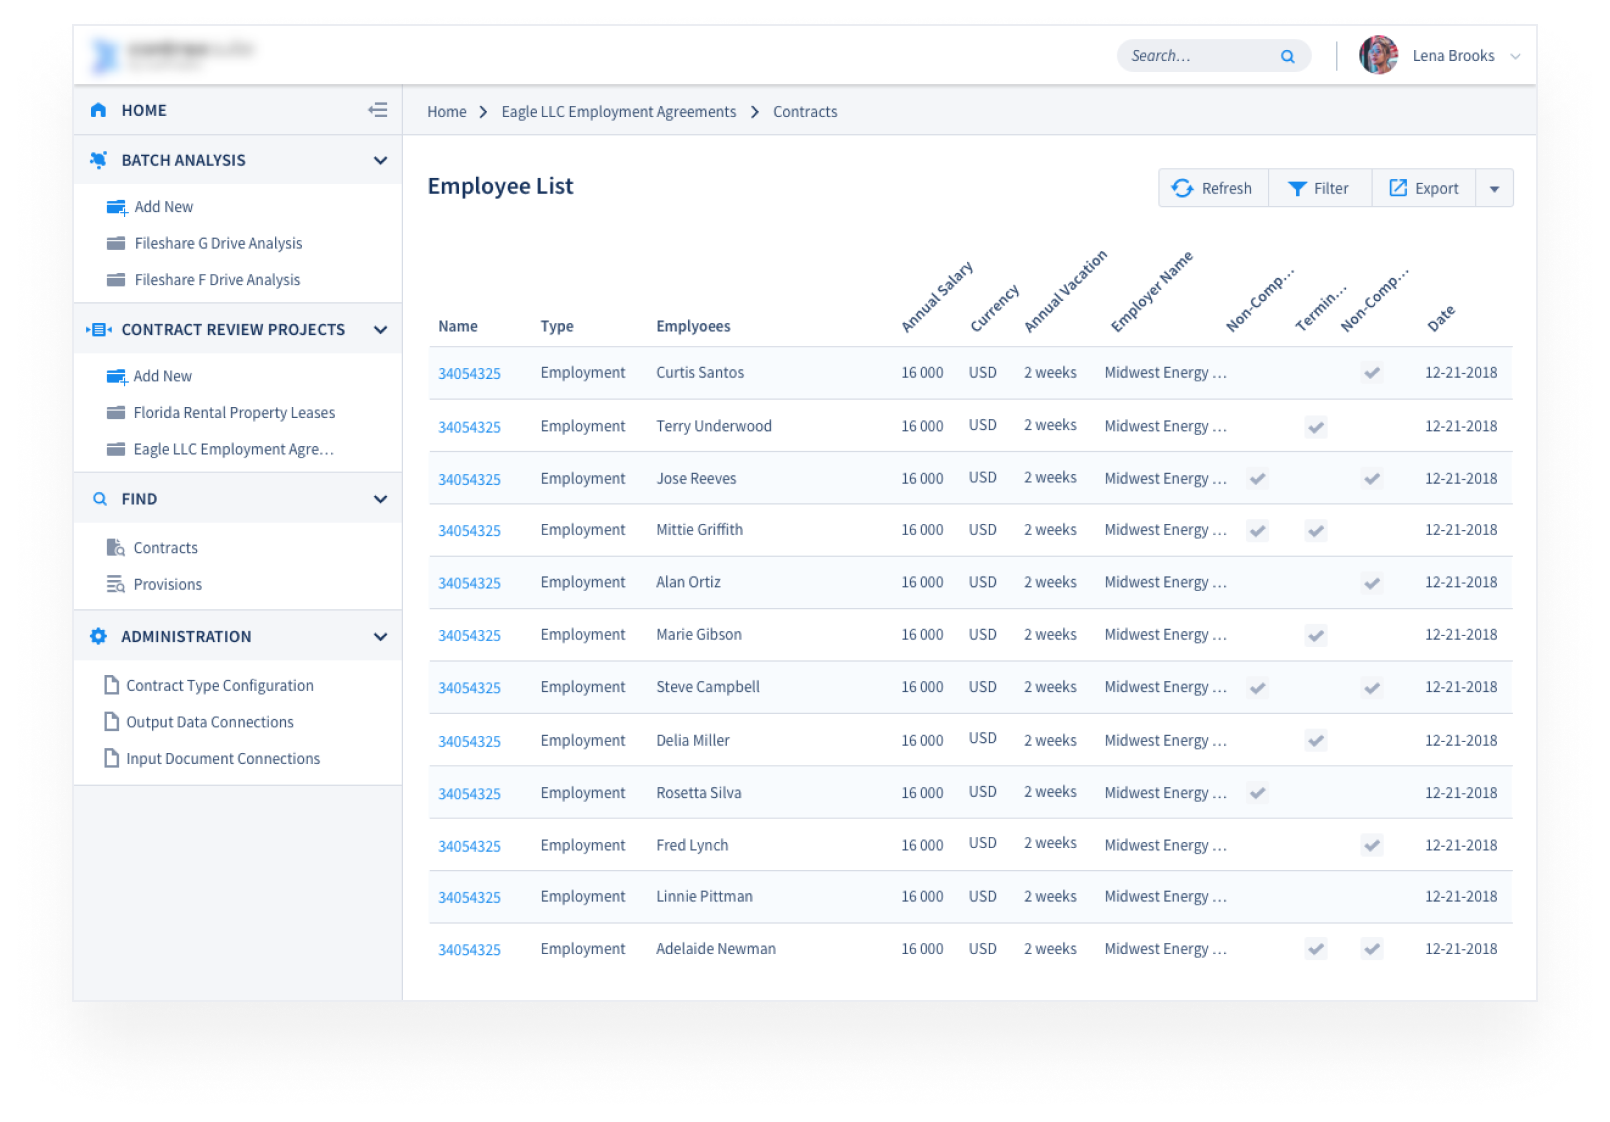 Search...
Lena Brooks
HOME
Home > Eagle LLC Employment Agreements > Contracts
BATCH ANALYSIS
Add New
Fileshare G Drive Analysis
Fileshare F Drive Analysis
CONTRACT REVIEW PROJECTS
Add New
Florida Rental Property Leases
Eagle LLC Employment Agre...
FIND
Contracts
Provisions
ADMINISTRATION
Contract Type Configuration
Output Data Connections
Input Document Connections
Employee List
Refresh Filter Export
Name Type Emplyoees Annual Salary Currency Annual Vacation Employer Name Non-Comp... Termin... Non-Comp... Date
34054325 Employment Curtis Santos 16 000 USD 2 weeks Midwest Energy ... 12-21-2018
34054325 Employment Terry Underwood 16 000 USD 2 weeks Midwest Energy ... 12-21-2018
34054325 Employment Jose Reeves 16 000 USD 2 weeks Midwest Energy ... 12-21-2018
34054325 Employment Mittie Griffith 16 000 USD 2 weeks Midwest Energy ... 12-21-2018
34054325 Employment Alan Ortiz 16 000 USD 2 weeks Midwest Energy ... 12-21-2018
34054325 Employment Marie Gibson 16 000 USD 2 weeks Midwest Energy ... 12-21-2018
34054325 Employment Steve Campbell 16 000 USD 2 weeks Midwest Energy ... 12-21-2018
34054325 Employment Delia Miller 16 000 USD 2 weeks Midwest Energy ... 12-21-2018
34054325 Employment Rosetta Silva 16 000 USD 2 weeks Midwest Energy ... 12-21-2018
34054325 Employment Fred Lynch 16 000 USD 2 weeks Midwest Energy ... 12-21-2018
34054325 Employment Linnie Pittman 16 000 USD 2 weeks Midwest Energy ... 12-21-2018
34054325 Employment Adelaide Newman 16 000 USD 2 weeks Midwest Energy ... 12-21-2018